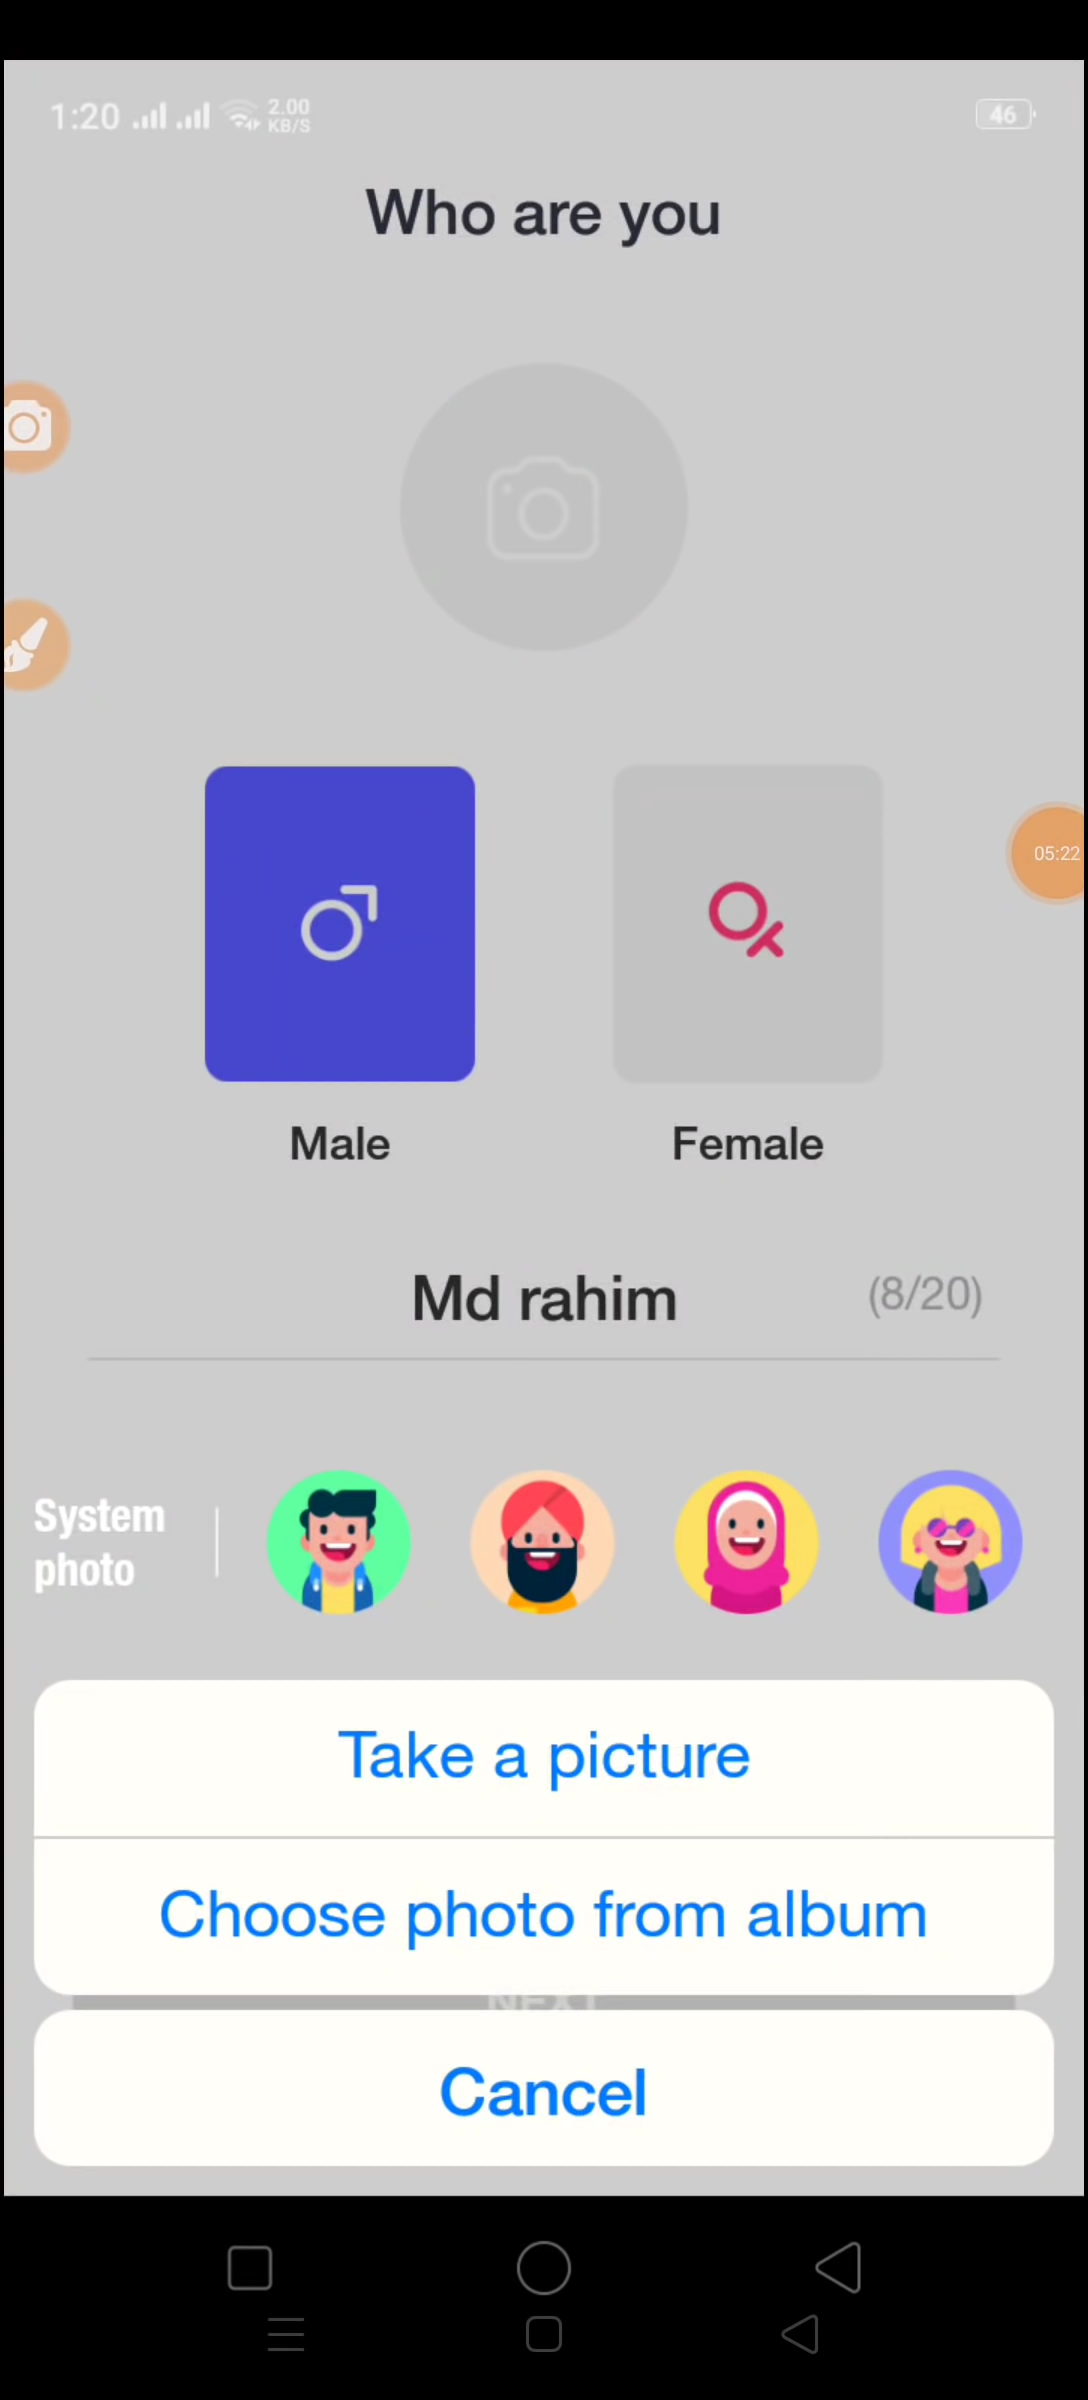 1:20 2.00 KB/S 46
Who are you
05:22
Male Female
Md rahim (8/20)
System photo
Take a picture
Choose photo from album
NEXT
Cancel